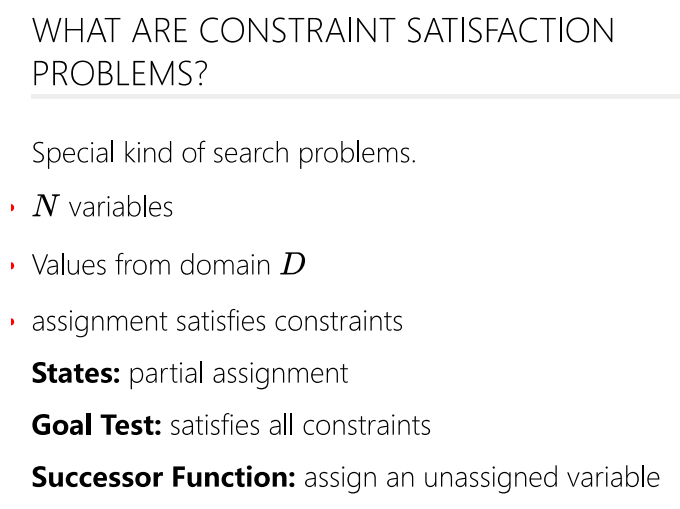 WHAT ARE CONSTRAINT SATISFACTION
PROBLEMS?
Special kind of search problems.
N variables
Values from domain D
assignment satisfies constraints
States: partial assignment
Goal Test: satisfies all constraints
Successor Function: assign an unassigned variable